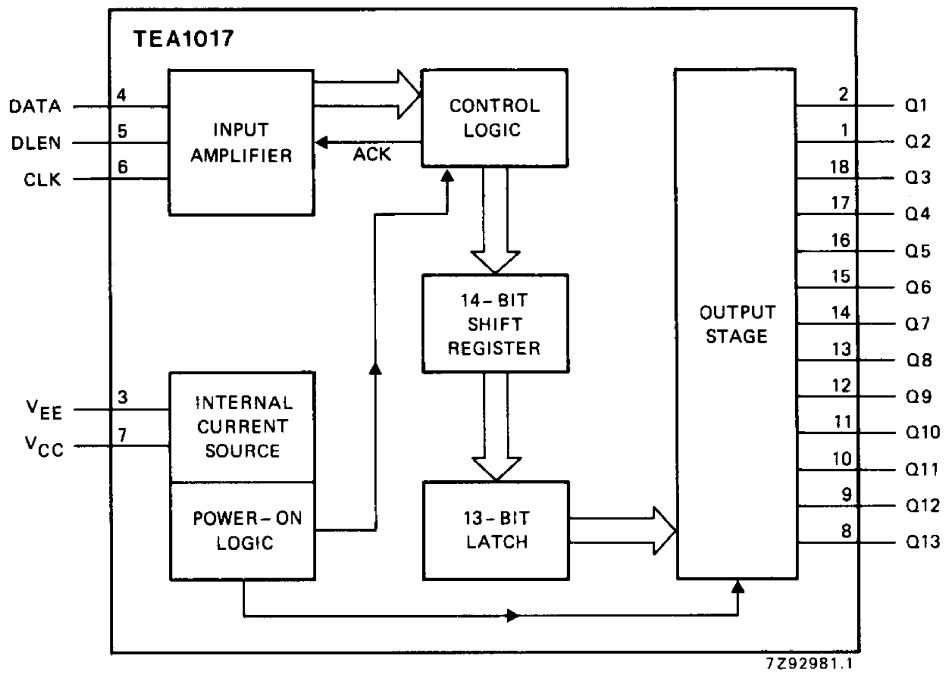 TEA1017
DATA
4
DLEN
5
CLK
6
INPUT
AMPLIFIER
ACK
CONTROL
LOGIC
14-BIT
SHIFT
REGISTER
13-BIT
LATCH
VEE
3
VCC
7
INTERNAL
CURRENT
SOURCE
POWER-ON
LOGIC
OUTPUT
STAGE
2 Q1
1 Q2
18 Q3
17 Q4
16 Q5
15 Q6
14 Q7
13 Q8
12 Q9
11 Q10
10 Q11
9 Q12
8 Q13
7Z92981.1